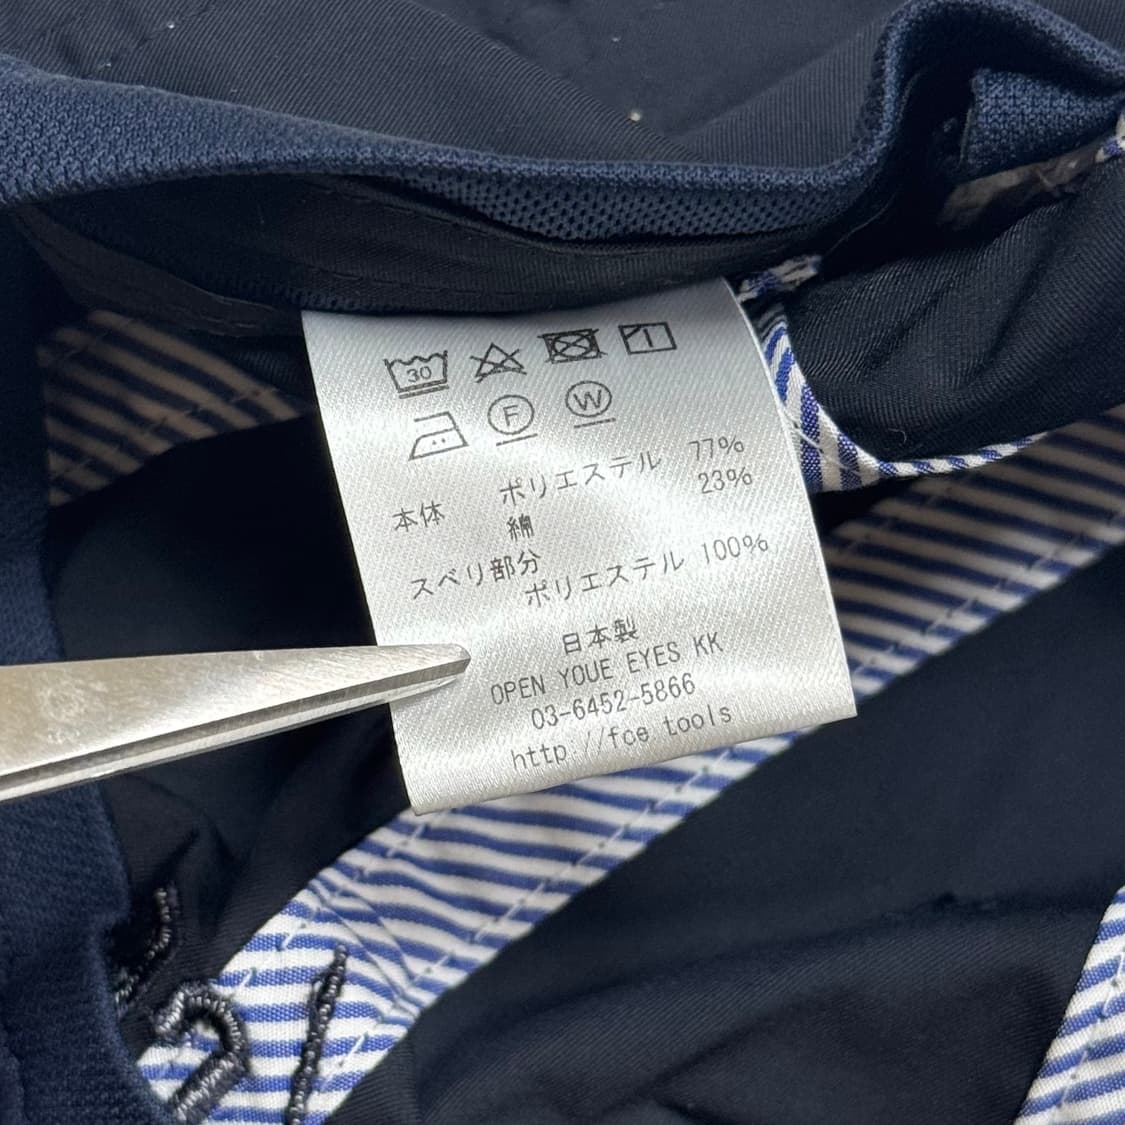 30
F W
本体 ポリエステル 77%
綿 23%
スベリ部分
ポリエステル 100%
日本製
OPEN YOUE EYES KK
03-6452-5866
http://fce tools